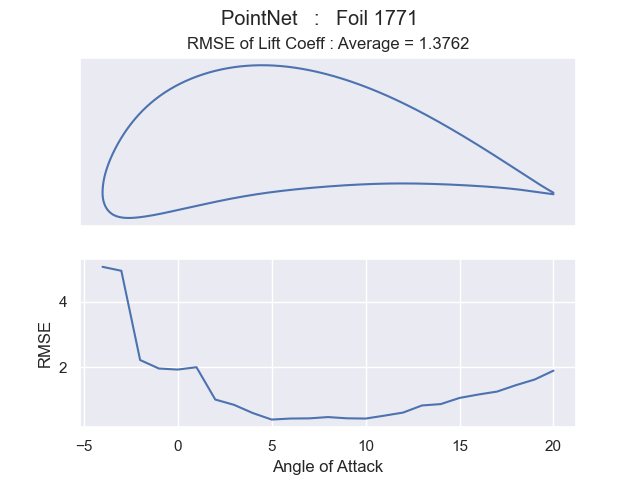 PointNet : Foil 1771
RMSE of Lift Coeff : Average = 1.3762
4
2
RMSE
−5 0 5 10 15 20
Angle of Attack